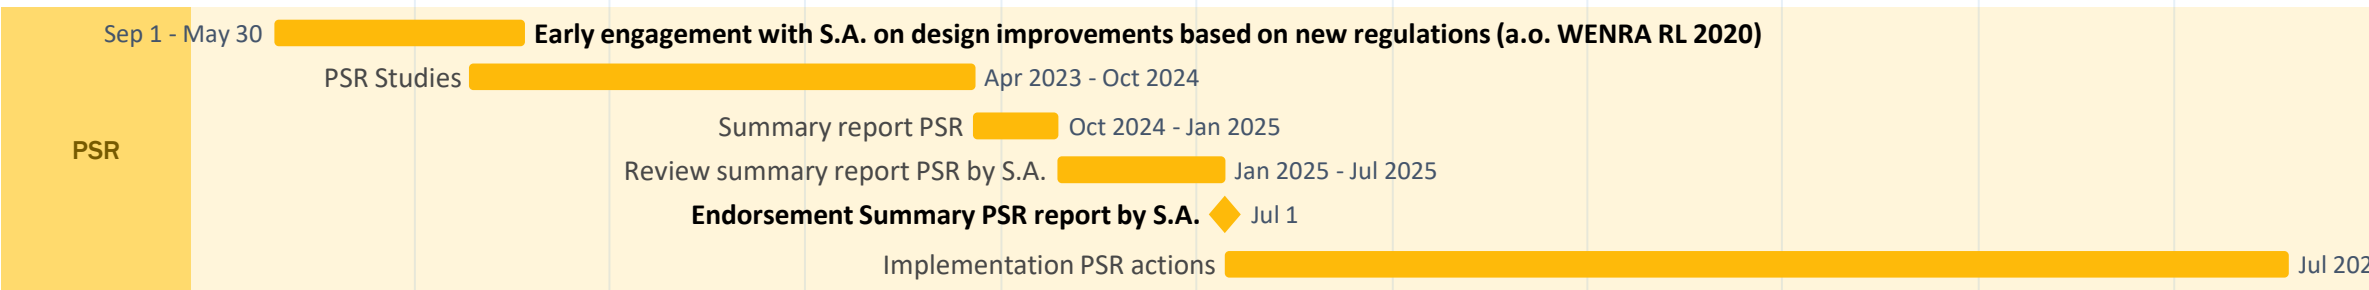 Sep 1 - May 30 Early engagement with S.A. on design improvements based on new regulations (a.o. WENRA RL 2020)
PSR Studies Apr 2023 - Oct 2024
Summary report PSR Oct 2024 - Jan 2025
PSR
Review summary report PSR by S.A. Jan 2025 - Jul 2025
Endorsement Summary PSR report by S.A. Jul 1
Implementation PSR actions Jul 202